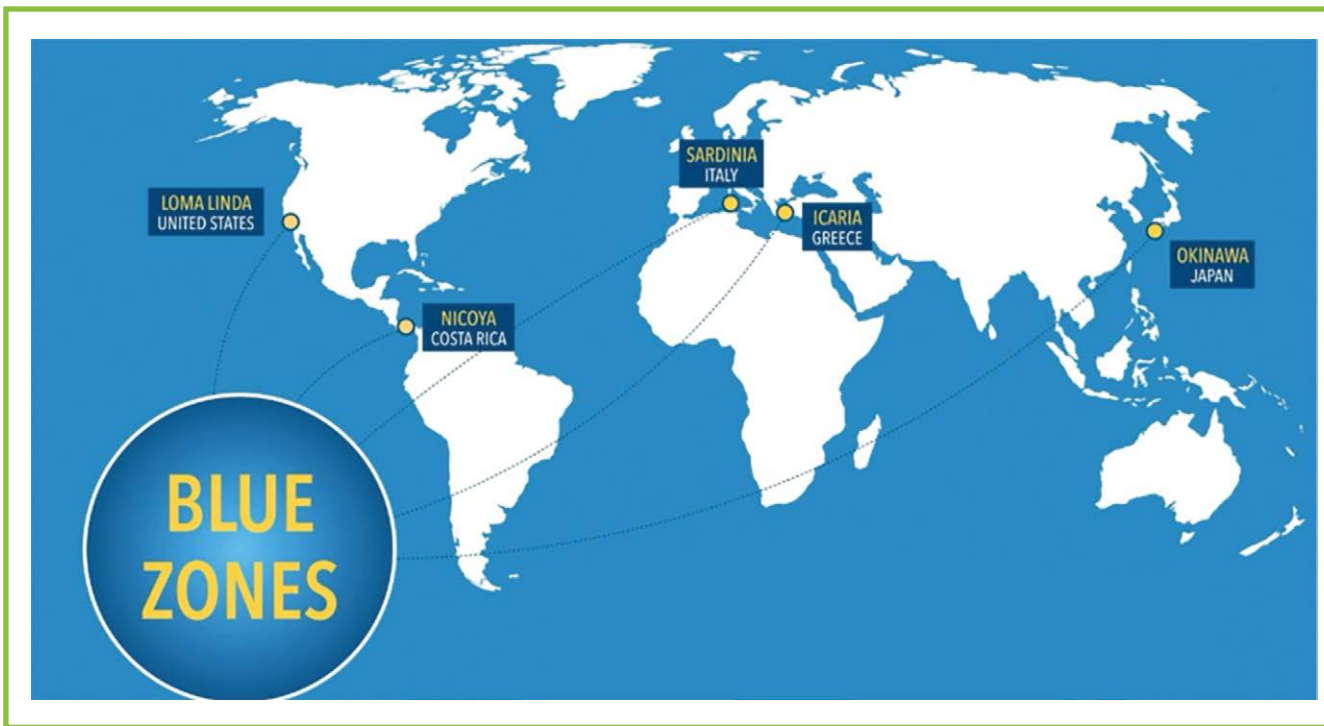 LOMA LINDA
UNITED STATES
SARDINIA
ITALY
ICARIA
GREECE
OKINAWA
JAPAN
NICOYA
COSTA RICA
BLUE
ZONES